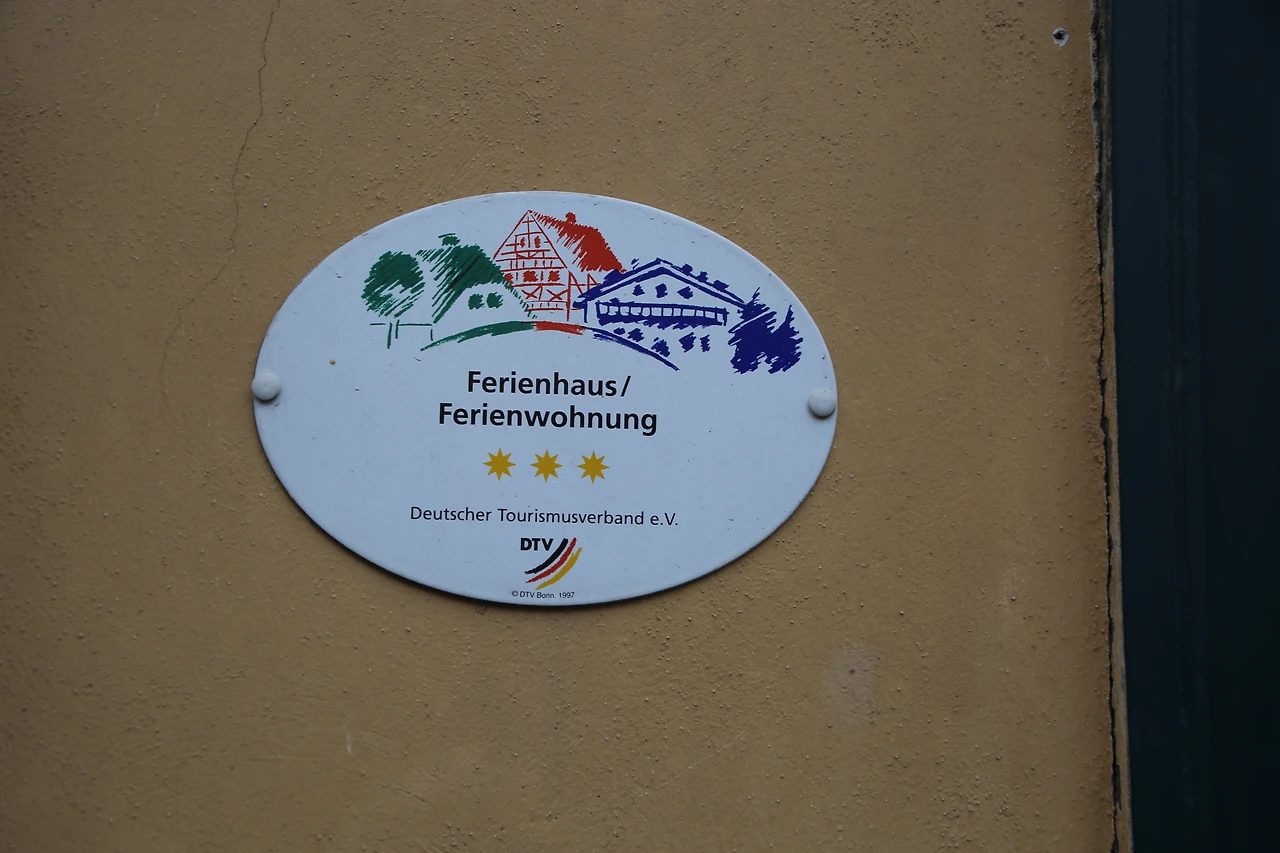 Ferienhaus/
Ferienwohnung
Deutscher Tourismusverband e.V.
DTV
© DTV Bonn. 1997